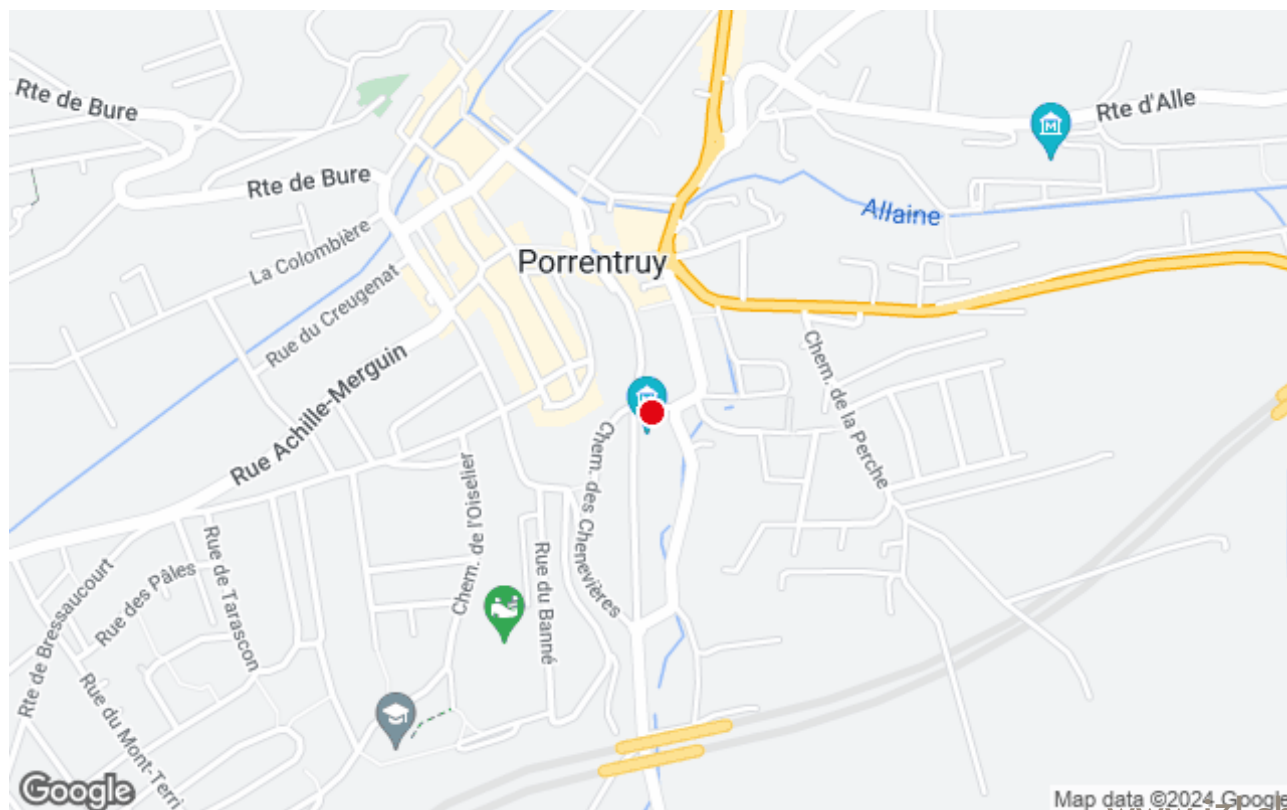 Rte de Bure
Rte d'Alle
Rte de Bure
Allaine
La Colombière
Porrentruy
Rue du Creugenat
Rue Achille-Merguin
Chem. de la Perche
Chem. de l'Oiselier
Chem. des Chenevières
Rue du Banné
Rue de Tarascon
Rue des Pâles
Rte de Bressaucourt
Rue du Mont-Terri
Google
Map data ©2024 Google